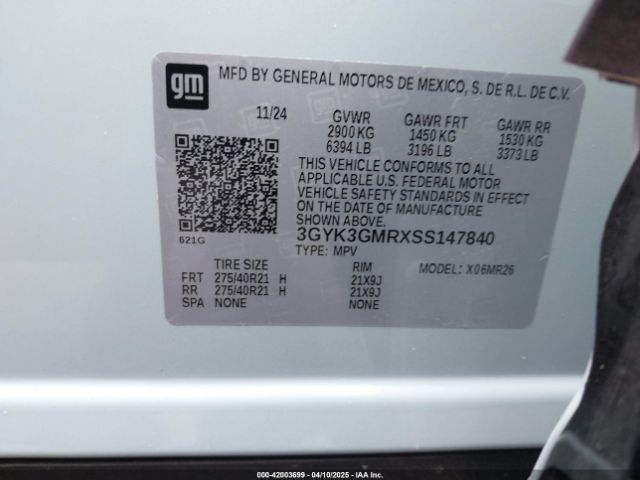 gm
MFD BY GENERAL MOTORS DE MEXICO, S. DE R.L. DE C.V.
11/24 GVWR GAWR FRT GAWR RR
2900 KG 1450 KG 1530 KG
6394 LB 3196 LB 3373 LB
THIS VEHICLE CONFORMS TO ALL
APPLICABLE U.S. FEDERAL MOTOR
VEHICLE SAFETY STANDARDS IN EFFECT
ON THE DATE OF MANUFACTURE
SHOWN ABOVE.
621G
3GYK3GMRXSS147840
TYPE: MPV
TIRE SIZE RIM MODEL: X06MR26
FRT 275/40R21 H 21X9J
RR 275/40R21 H 21X9J
SPA NONE NONE
000-42003699 - 04/10/2025 - IAA Inc.